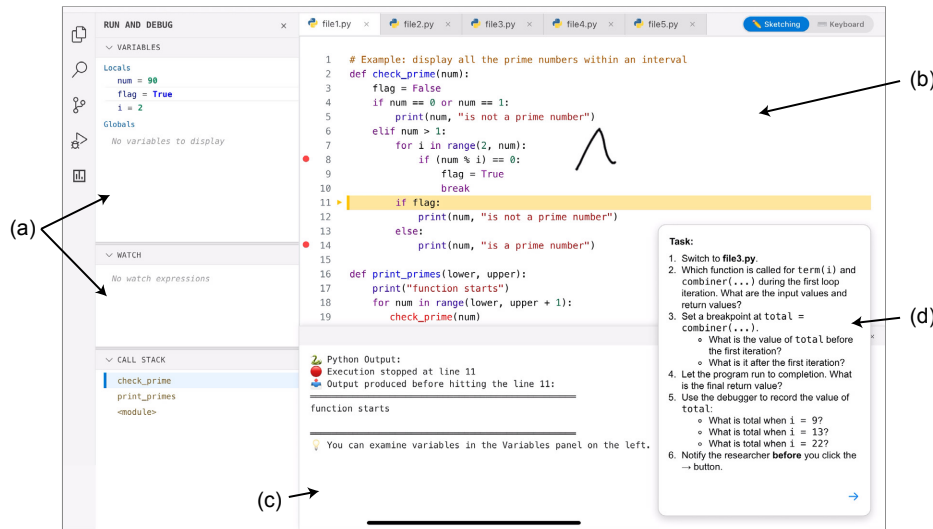 RUN AND DEBUG ×
file1.py × file2.py × file3.py × file4.py × file5.py ×
Sketching Keyboard
VARIABLES
Locals
num = 90
flag = True
i = 2
Globals
No variables to display
WATCH
No watch expressions
CALL STACK
check_prime
print_primes
<module>
1 # Example: display all the prime numbers within an interval
2 def check_prime(num):
3 flag = False
4 if num == 0 or num == 1:
5 print(num, "is not a prime number")
6 elif num > 1:
7 for i in range(2, num):
8 if (num % i) == 0:
9 flag = True
10 break
11 if flag:
12 print(num, "is not a prime number")
13 else:
14 print(num, "is a prime number")
15
16 def print_primes(lower, upper):
17 print("function starts")
18 for num in range(lower, upper + 1):
19 check_prime(num)
Python Output:
Execution stopped at line 11
Output produced before hitting the line 11:
function starts
You can examine variables in the Variables panel on the left.
Task:
1. Switch to file3.py.
2. Which function is called for term(i) and
combiner(...) during the first loop
iteration. What are the input values and
return values?
3. Set a breakpoint at total =
combiner(...).
What is the value of total before
the first iteration?
What is it after the first iteration?
4. Let the program run to completion. What
is the final return value?
5. Use the debugger to record the value of
total:
What is total when i = 9?
What is total when i = 13?
What is total when i = 22?
6. Notify the researcher before you click the
→ button.
→
(a)
(b)
(c)
(d)